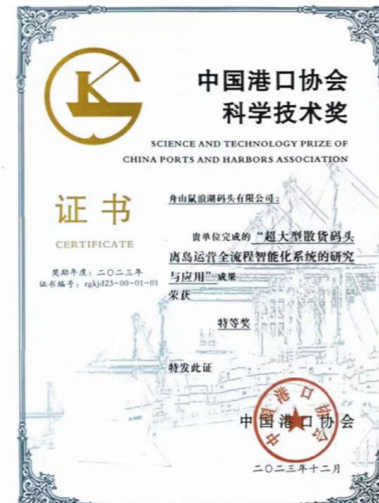 中国港口协会
科学技术奖
SCIENCE AND TECHNOLOGY PRIZE OF
CHINA PORTS AND HARBORS ASSOCIATION
证书
CERTIFICATE
奖励年度：二〇二三年
证书编号：zgkjd23-00-01-01
舟山鼠浪湖码头有限公司：
贵单位完成的“超大型散货码头
离岛运营全流程智能化系统的研究
与应用”成果
荣获
特等奖
特发此证
中国港口协会
中国港口协会
二〇二三年十二月